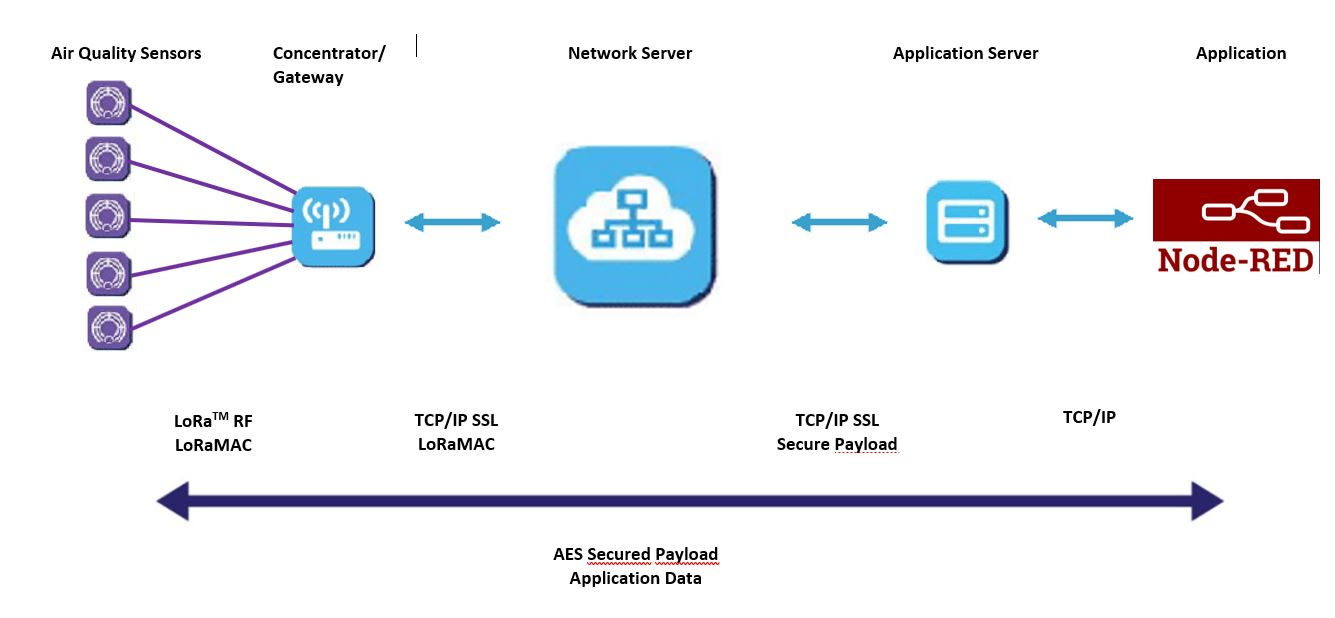 Air Quality Sensors
Concentrator/
Gateway
Network Server
Application Server
Application
Node-RED
LoRa™ RF
LoRaMAC
TCP/IP SSL
LoRaMAC
TCP/IP SSL
Secure Payload
TCP/IP
AES Secured Payload
Application Data